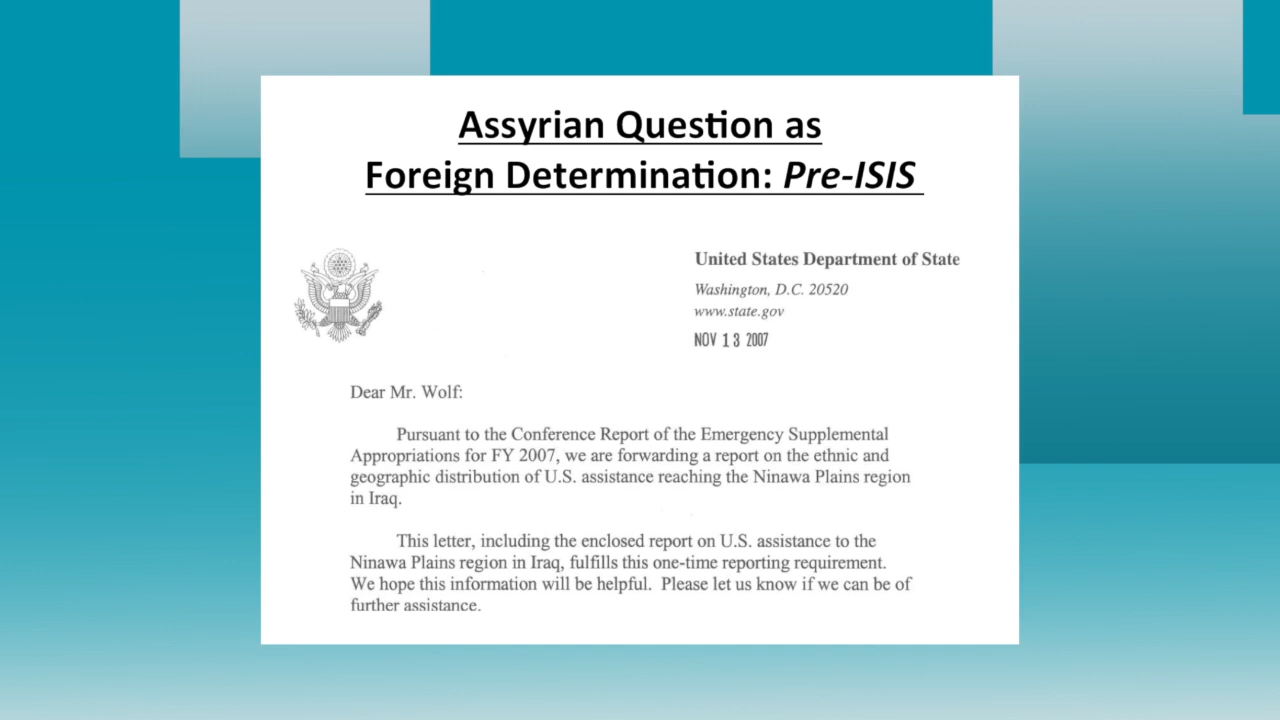 Assyrian Question as
Foreign Determination: Pre-ISIS
United States Department of State
Washington, D.C. 20520
www.state.gov
NOV 13 2007
Dear Mr. Wolf:
Pursuant to the Conference Report of the Emergency Supplemental
Appropriations for FY 2007, we are forwarding a report on the ethnic and
geographic distribution of U.S. assistance reaching the Ninawa Plains region
in Iraq.
This letter, including the enclosed report on U.S. assistance to the
Ninawa Plains region in Iraq, fulfills this one-time reporting requirement.
We hope this information will be helpful. Please let us know if we can be of
further assistance.